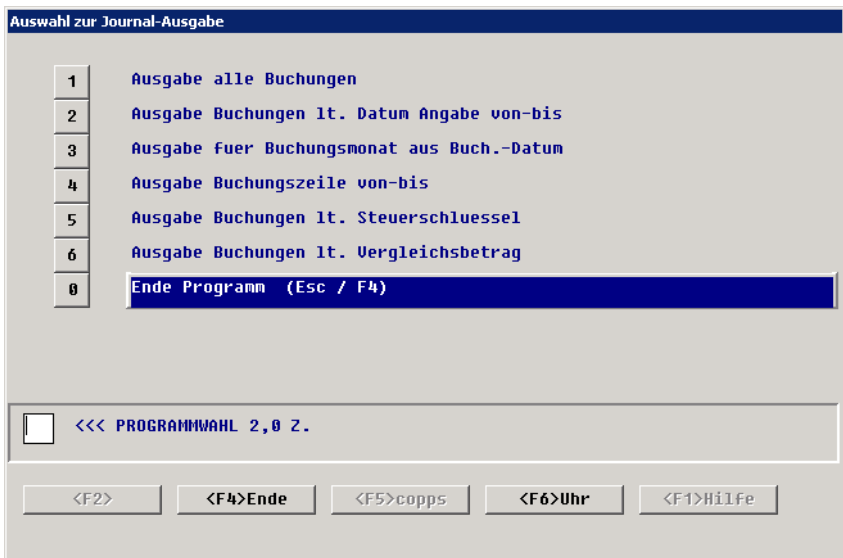 Auswahl zur Journal-Ausgabe
1 Ausgabe alle Buchungen
2 Ausgabe Buchungen lt. Datum Angabe von-bis
3 Ausgabe fuer Buchungsmonat aus Buch.-Datum
4 Ausgabe Buchungszeile von-bis
5 Ausgabe Buchungen lt. Steuerschluessel
6 Ausgabe Buchungen lt. Vergleichsbetrag
0 Ende Programm (Esc / F4)
<<< PROGRAMMWAHL 2,0 Z.
<F2> <F4>Ende <F5>copps <F6>Uhr <F1>Hilfe